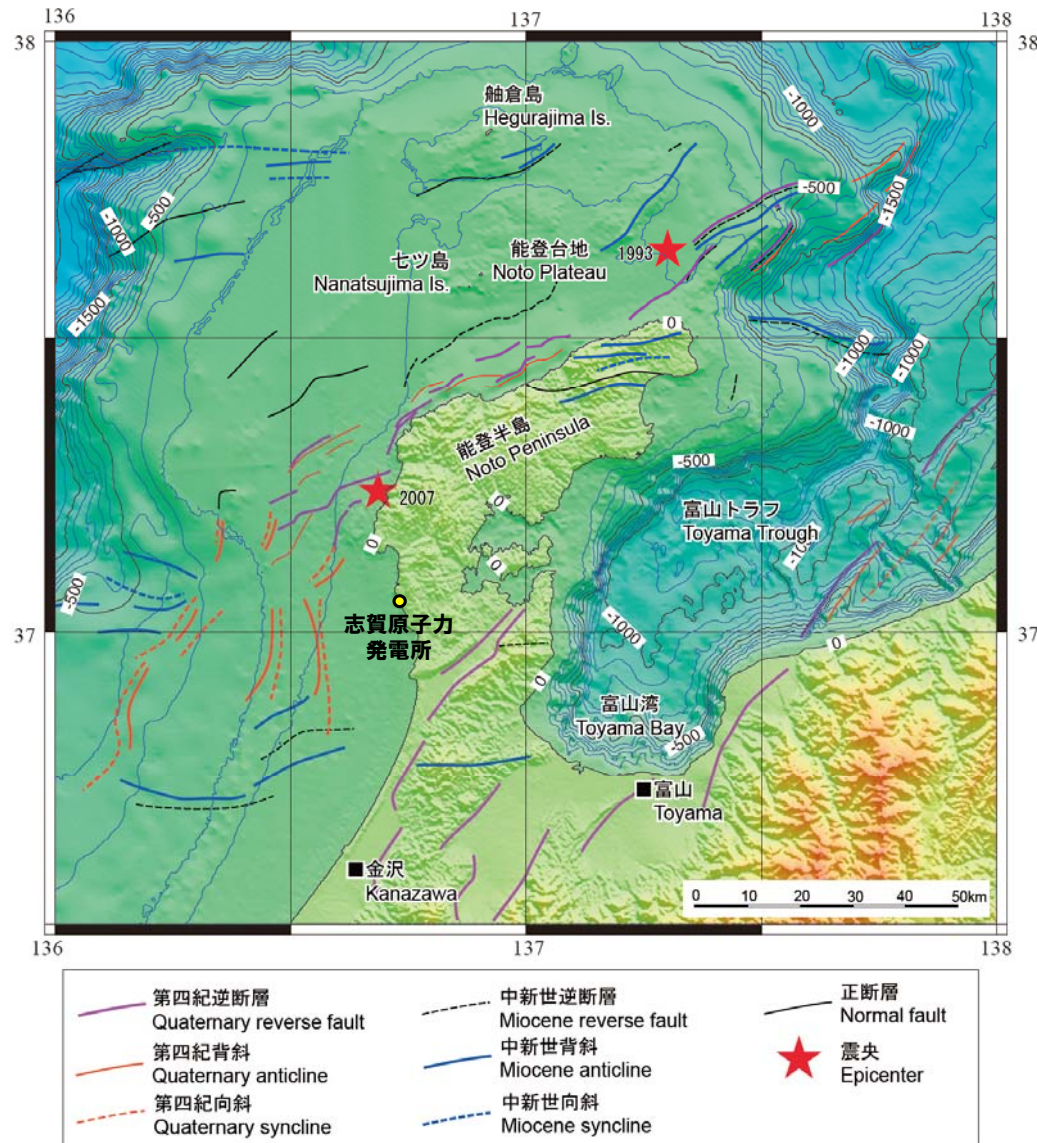 136
137
138
38
38
舳倉島
Hegurajima Is.
-1000
-500
-500
-1000
-1500
1993
能登台地
Noto Plateau
七ツ島
Nanatsujima Is.
-1500
0
-1000
-1000
-1000
能登半島
Noto Peninsula
-500
2007
0
富山トラフ
Toyama Trough
0
0
-500
志賀原子力
発電所
-1000
37
37
0
0
富山湾
Toyama Bay
-500
富山
Toyama
金沢
Kanazawa
0 10 20 30 40 50km
136
137
138
第四紀逆断層
Quaternary reverse fault
第四紀背斜
Quaternary anticline
第四紀向斜
Quaternary syncline
中新世逆断層
Miocene reverse fault
中新世背斜
Miocene anticline
中新世向斜
Miocene syncline
正断層
Normal fault
震央
Epicenter